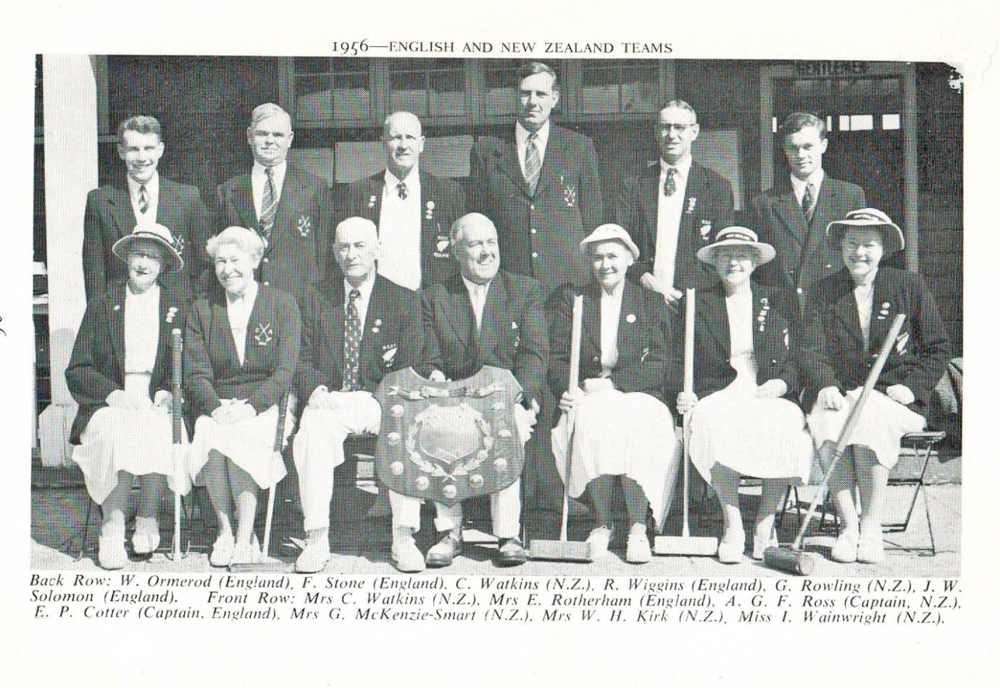 1956—ENGLISH AND NEW ZEALAND TEAMS
GENTLEMEN
Back Row: W. Ormerod (England), F. Stone (England), C. Watkins (N.Z.), R. Wiggins (England), G. Rowling (N.Z.), J. W.
Solomon (England). Front Row: Mrs C. Watkins (N.Z.), Mrs E. Rotherham (England), A. G. F. Ross (Captain, N.Z.),
E. P. Cotter (Captain, England), Mrs G. McKenzie-Smart (N.Z.), Mrs W. H. Kirk (N.Z.), Miss I. Wainwright (N.Z.).